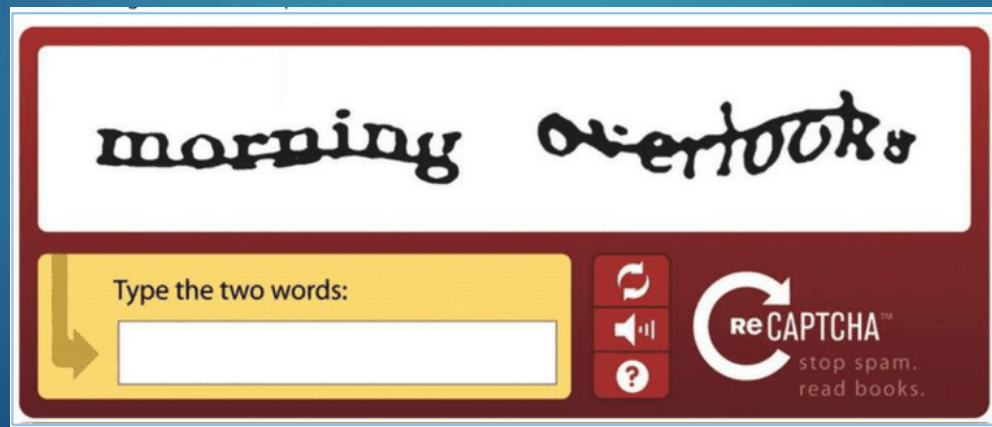 morning overlooks
Type the two words:
?
reCAPTCHA™
stop spam.
read books.